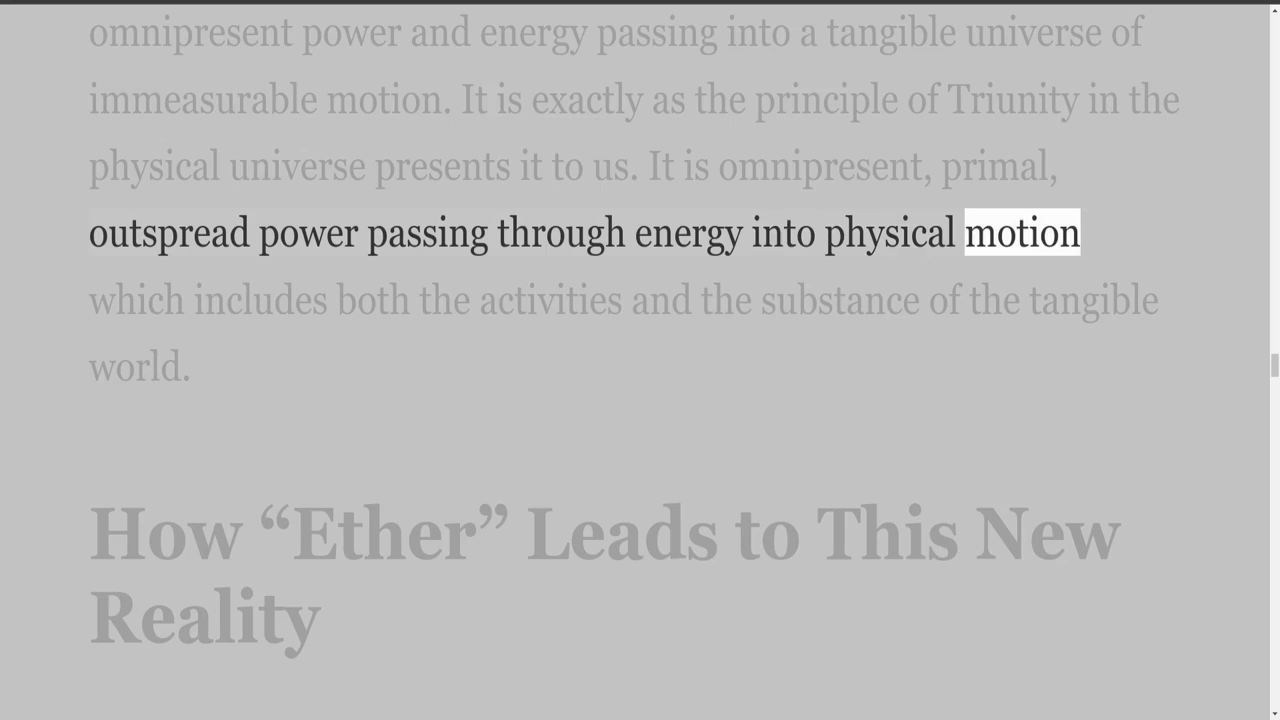 omnipresent power and energy passing into a tangible universe of
immeasurable motion. It is exactly as the principle of Triunity in the
physical universe presents it to us. It is omnipresent, primal,
outspread power passing through energy into physical motion
which includes both the activities and the substance of the tangible
world.
How “Ether” Leads to This New
Reality